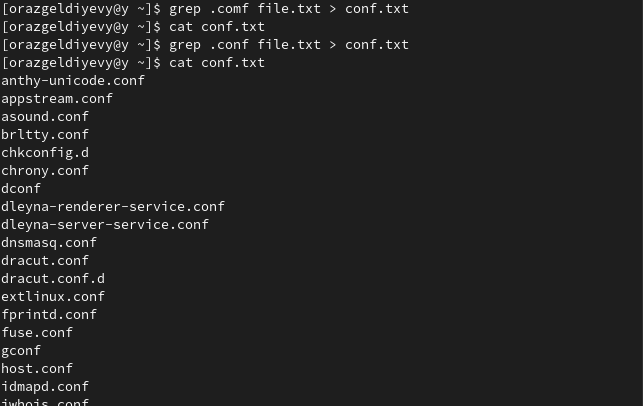 [orazgeldiyevy@y ~]$ grep .comf file.txt > conf.txt
[orazgeldiyevy@y ~]$ cat conf.txt
[orazgeldiyevy@y ~]$ grep .conf file.txt > conf.txt
[orazgeldiyevy@y ~]$ cat conf.txt
anthy-unicode.conf
appstream.conf
asound.conf
brltty.conf
chkconfig.d
chrony.conf
dconf
dleyna-renderer-service.conf
dleyna-server-service.conf
dnsmasq.conf
dracut.conf
dracut.conf.d
extlinux.conf
fprintd.conf
fuse.conf
gconf
host.conf
idmapd.conf
jwhois.conf